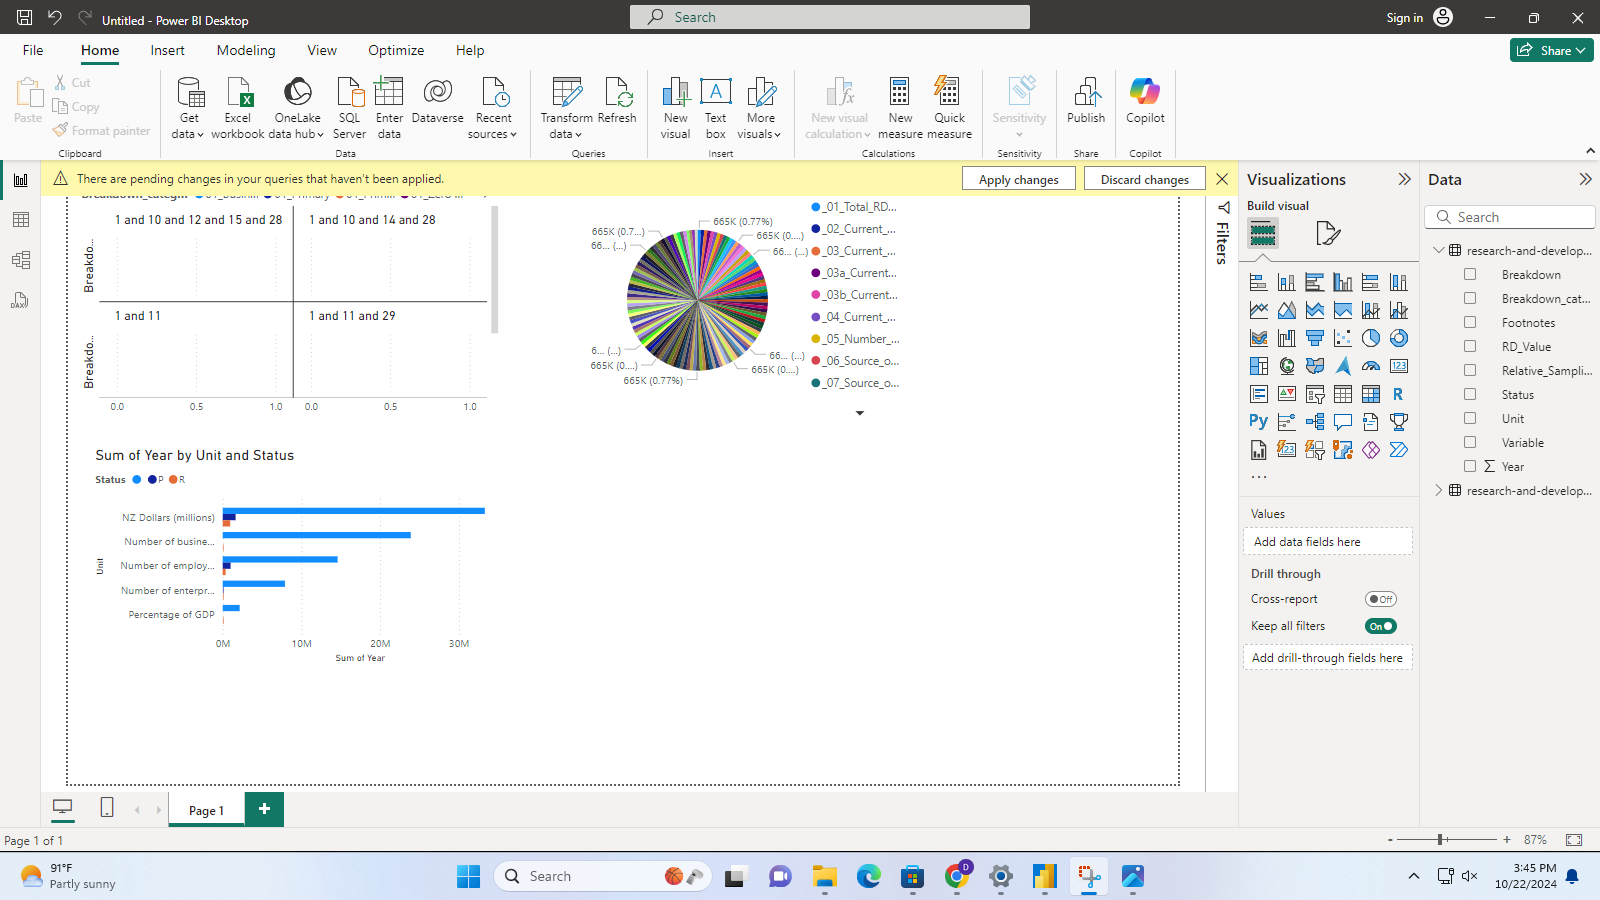 Untitled - Power BI Desktop
Search
Sign in
File Home Insert Modeling View Optimize Help
Share
Paste
Cut
Copy
Format painter
Clipboard
Get data
Excel workbook
OneLake data hub
SQL Server
Enter data
Dataverse
Recent sources
Data
Transform data
Refresh
Queries
New visual
Text box
More visuals
Insert
New visual calculation
New measure
Quick measure
Calculations
Sensitivity
Sensitivity
Publish
Share
Copilot
Copilot
There are pending changes in your queries that haven't been applied.
Apply changes
Discard changes
1 and 10 and 12 and 15 and 28
1 and 10 and 14 and 28
Breakdo...
1 and 11
1 and 11 and 29
Breakdo...
0.0 0.5 1.0 0.0 0.5 1.0
665K (0.77%)
665K (0.7...)
665K (0....)
66... (...)
66... (...)
6... (...)
66... (...)
665K (0....)
665K (0....)
665K (0.77%)
_01_Total_RD...
_02_Current_...
_03_Current_...
_03a_Current...
_03b_Current...
_04_Current_...
_05_Number_...
_06_Source_o...
_07_Source_o...
Sum of Year by Unit and Status
Status P R
Unit
NZ Dollars (millions)
Number of busine...
Number of employ...
Number of enterpr...
Percentage of GDP
0M 10M 20M 30M
Sum of Year
Filters
Visualizations
Build visual
Values
Add data fields here
Drill through
Cross-report Off
Keep all filters On
Add drill-through fields here
Data
Search
research-and-develop...
Breakdown
Breakdown_cat...
Footnotes
RD_Value
Relative_Sampli...
Status
Unit
Variable
Year
research-and-develop...
Page 1
Page 1 of 1
- + 87%
91°F
Partly sunny
Search
3:45 PM
10/22/2024